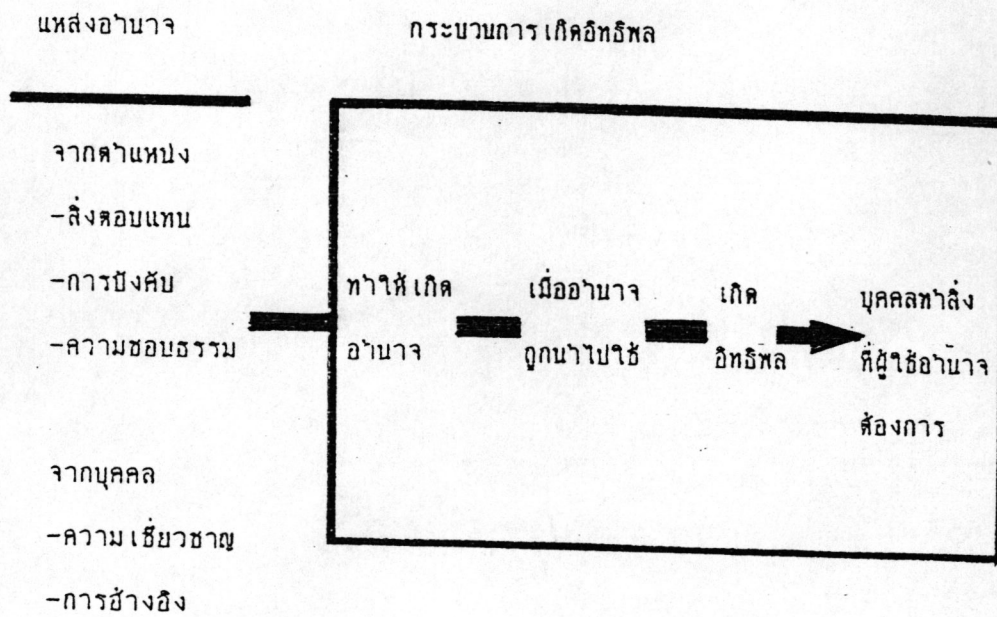 แหล่งอำนาจ
กระบวนการเกิดอิทธิพล
จากตำแหน่ง
-สิ่งตอบแทน
-การบังคับ
-ความชอบธรรม
จากบุคคล
-ความเชี่ยวชาญ
-การอ้างอิง
ทำให้เกิด
อำนาจ
เมื่ออำนาจ
ถูกนำไปใช้
เกิด
อิทธิพล
บุคคลทำสิ่ง
ที่ผู้ใช้อำนาจ
ต้องการ